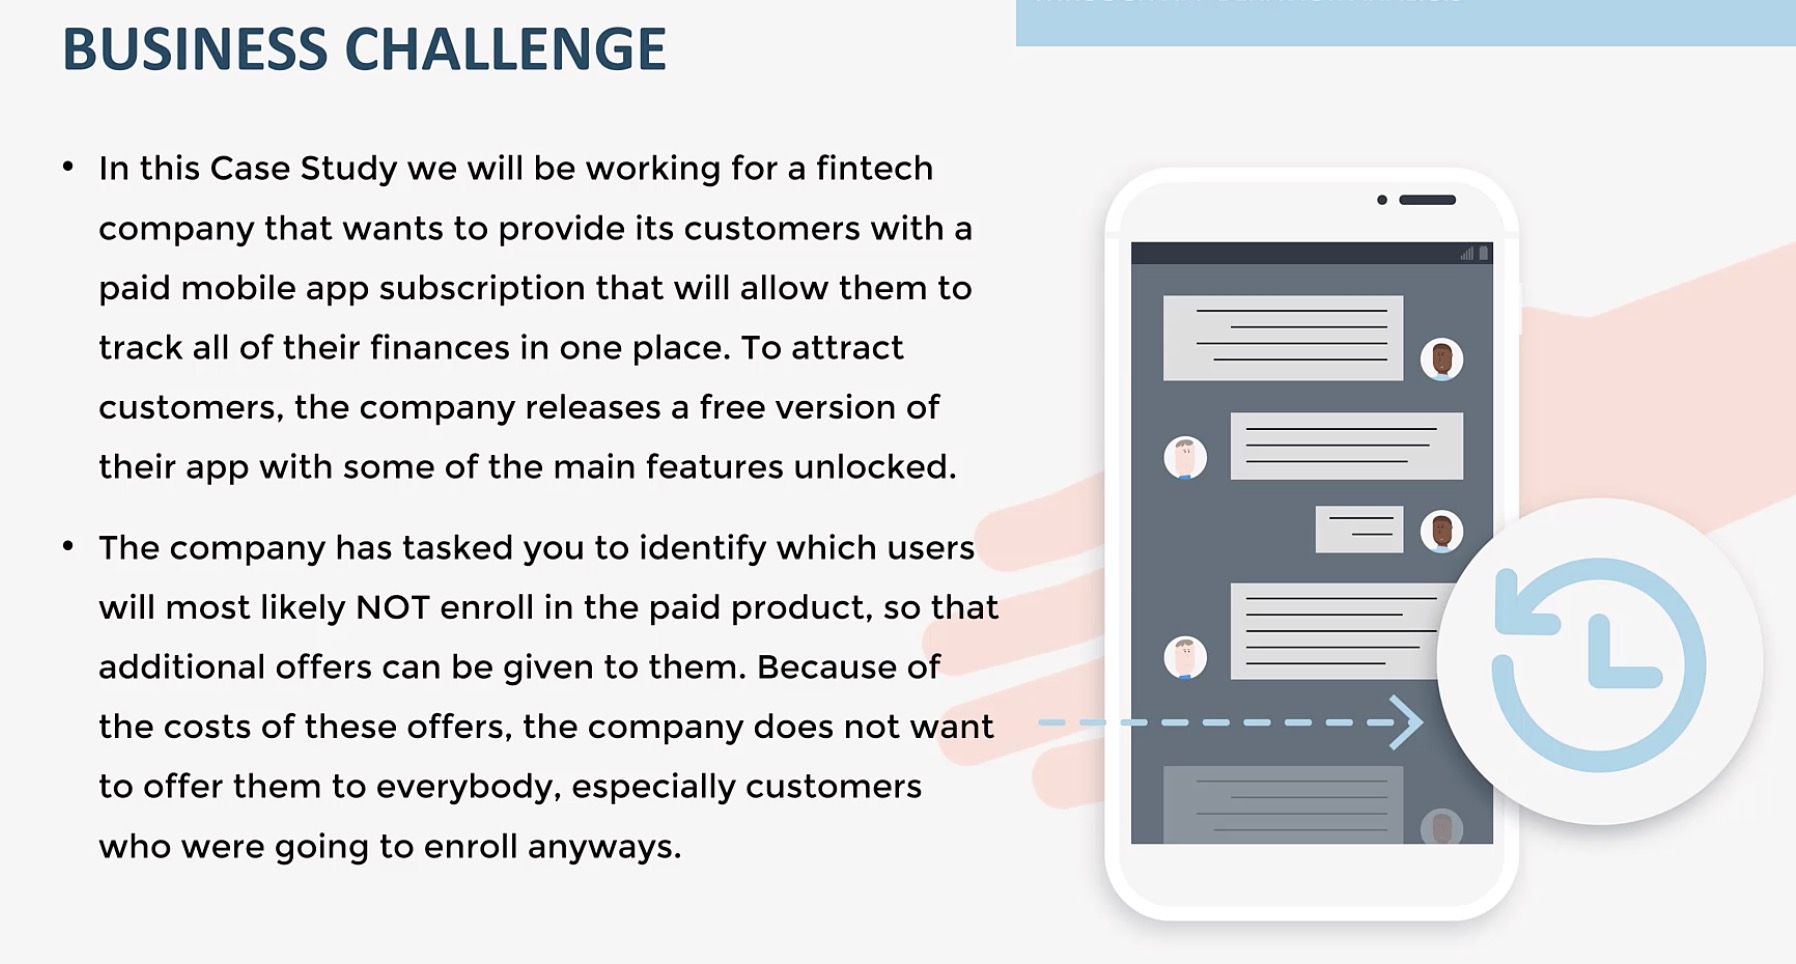 BUSINESS CHALLENGE
• In this Case Study we will be working for a fintech
company that wants to provide its customers with a
paid mobile app subscription that will allow them to
track all of their finances in one place. To attract
customers, the company releases a free version of
their app with some of the main features unlocked.
• The company has tasked you to identify which users
will most likely NOT enroll in the paid product, so that
additional offers can be given to them. Because of
the costs of these offers, the company does not want
to offer them to everybody, especially customers
who were going to enroll anyways.